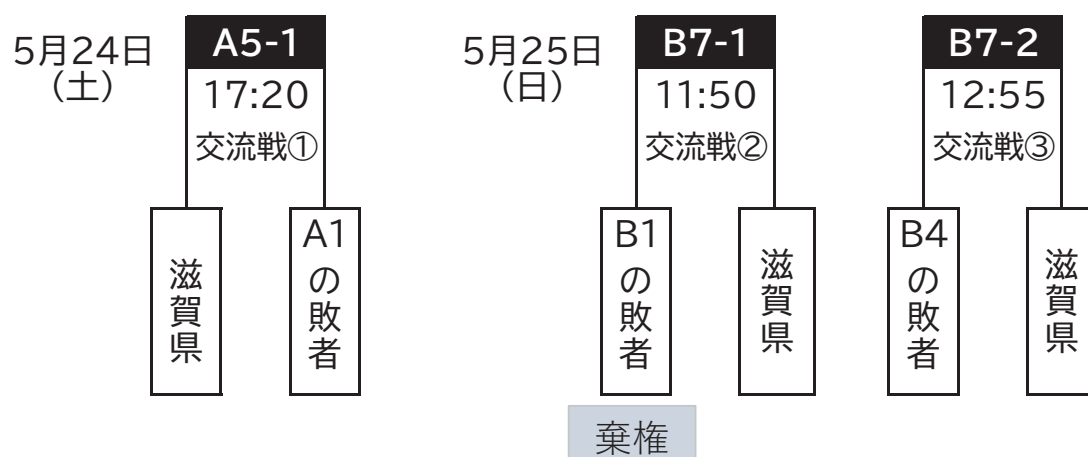 5月24日
(土)
A5-1
17:20
交流戦①
滋賀県
A1の敗者
5月25日
(日)
B7-1
11:50
交流戦②
B1の敗者
滋賀県
棄権
B7-2
12:55
交流戦③
B4の敗者
滋賀県